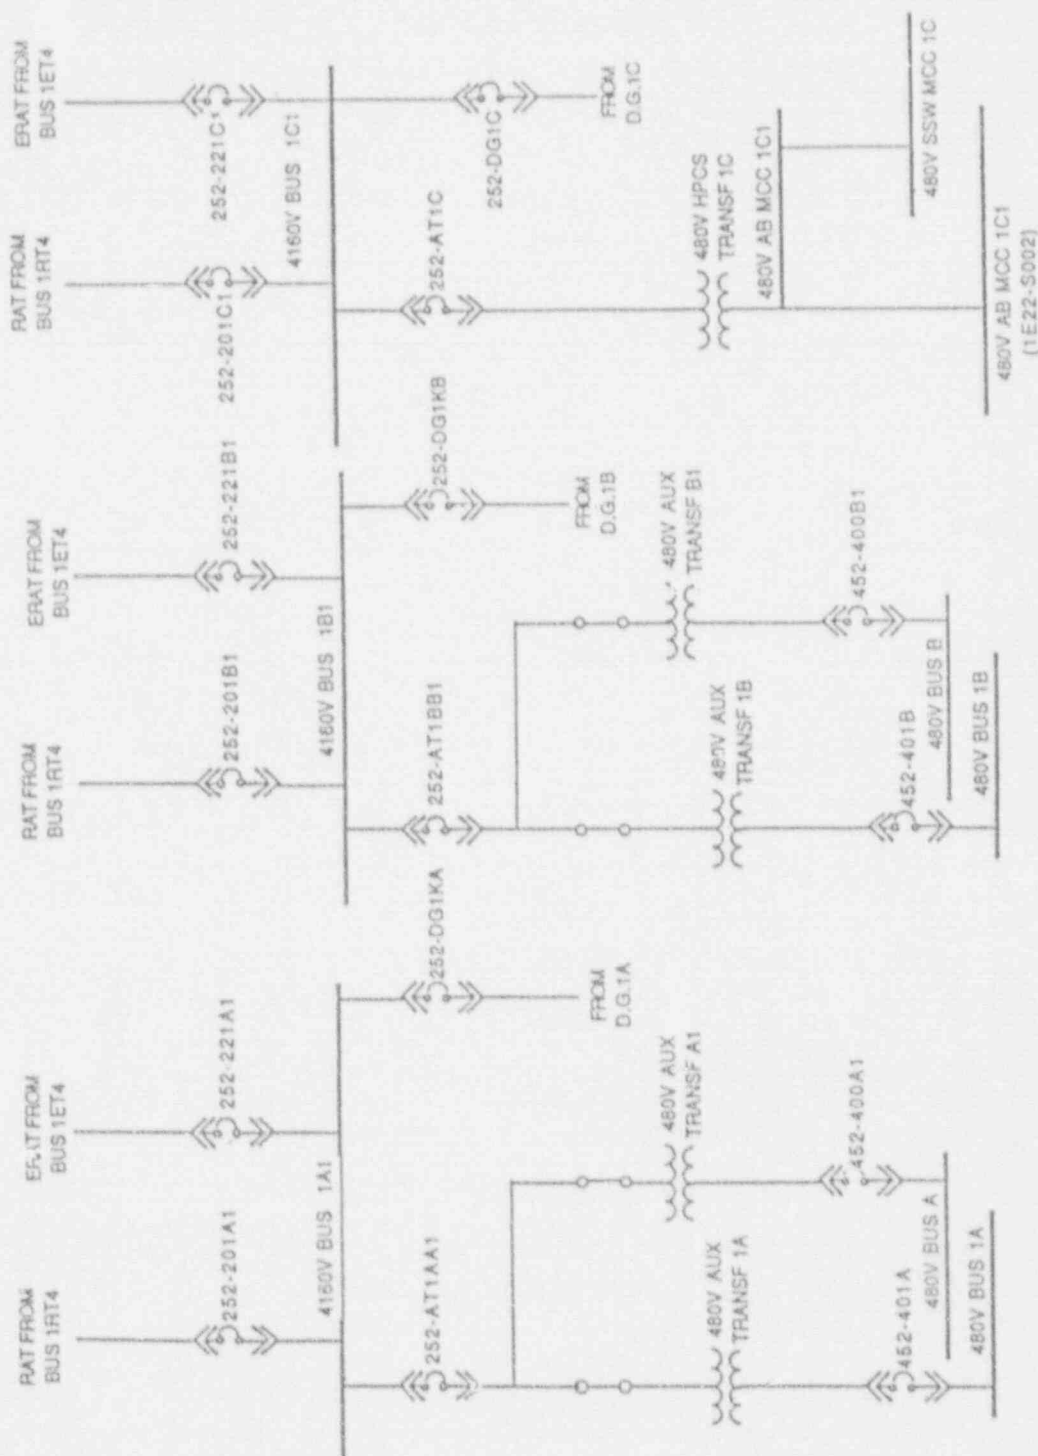 RAT FROM
BUS 1RT4
252-201A1
ERAT FROM
BUS 1ET4
252-221A1
4160V BUS 1A1
252-AT1AA1
252-DG1KA
FROM
D.G.1A
480V AUX
TRANSF 1A
480V AUX
TRANSF A1
452-401A
452-400A1
480V BUS A
480V BUS 1A
RAT FROM
BUS 1RT4
252-201B1
ERAT FROM
BUS 1ET4
252-221B1
4160V BUS 1B1
252-AT1BB1
252-DG1KB
FROM
D.G.1B
480V AUX
TRANSF 1B
480V AUX
TRANSF B1
452-401B
452-400B1
480V BUS B
480V BUS 1B
RAT FROM
BUS 1RT4
252-201C1
ERAT FROM
BUS 1ET4
252-221C1
4160V BUS 1C1
252-AT1C
252-DG1C
FROM
D.G.1C
480V HPCS
TRANSF 1C
480V AB MCC 1C1
480V SSW MCC 1C
480V AB MCC 1C1
(1E22-S002)